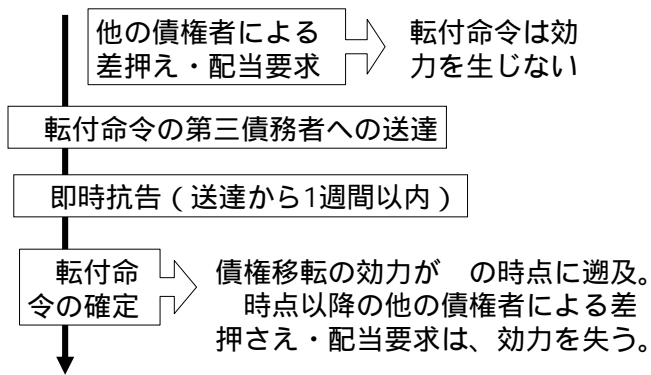 他の債権者による
差押え・配当要求
転付命令は効
力を生じない
転付命令の第三債務者への送達
即時抗告(送達から1週間以内)
転付命
令の確定
債権移転の効力が　の時点に遡及。
時点以降の他の債権者による差
押さえ・配当要求は、効力を失う。